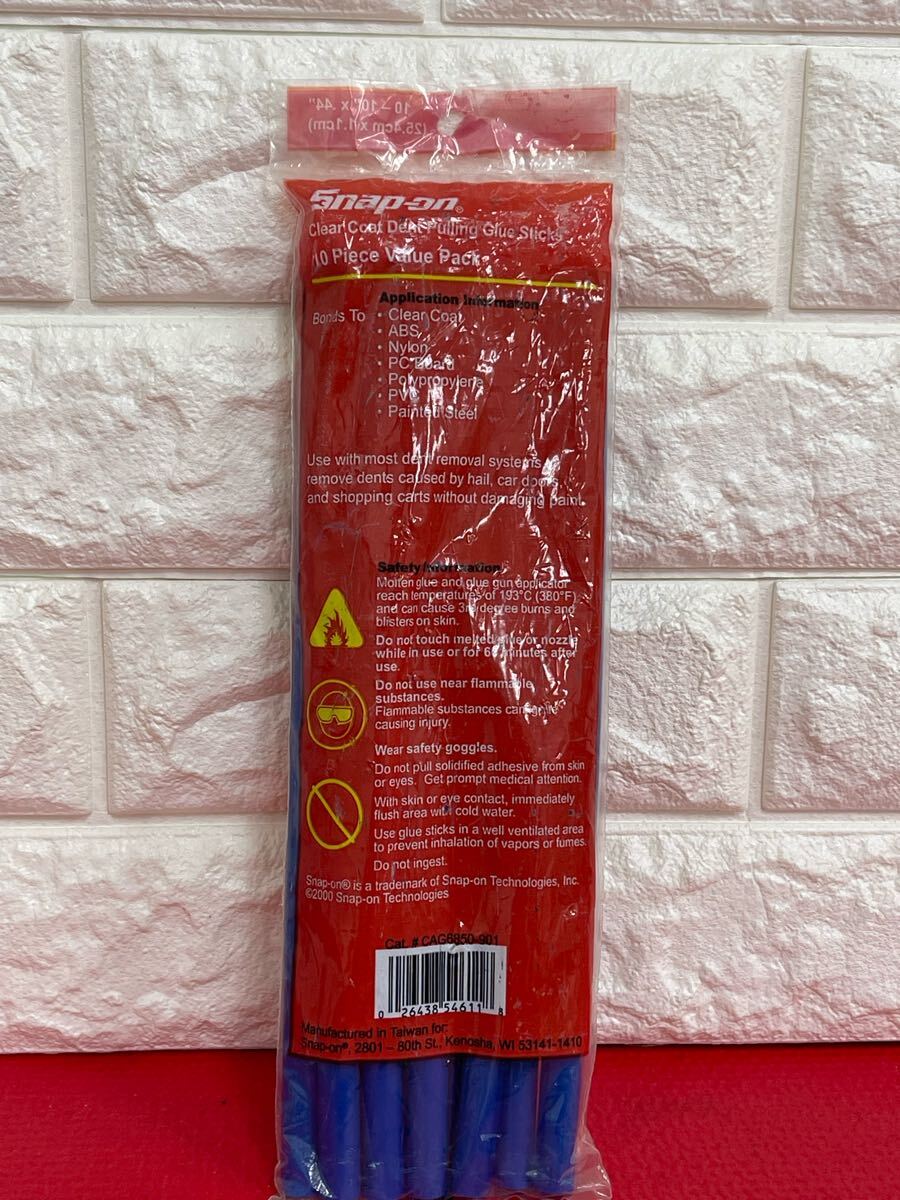 10 – 10" x .44"
(25.4cm x 1.1cm)
Snap-on®
Clear Coat Dent Pulling Glue Sticks
10 Piece Value Pack
Application Information
Bonds To • Clear Coat
• ABS
• Nylon
• PC Board
• Polypropylene
• PVC
• Painted Steel
Use with most dent removal systems
remove dents caused by hail, car doors
and shopping carts without damaging paint.
Safety Information
Molten glue and glue gun applicator
reach temperatures of 193°C (380°F)
and can cause 3rd degree burns and
blisters on skin.
Do not touch melted glue or nozzle
while in use or for minutes after
use.
Do not use near flammable
substances.
Flammable substances can ignite
causing injury.
Wear safety goggles.
Do not pull solidified adhesive from skin
or eyes. Get prompt medical attention.
With skin or eye contact, immediately
flush area with cold water.
Use glue sticks in a well ventilated area
to prevent inhalation of vapors or fumes.
Do not ingest.
Snap-on® is a trademark of Snap-on Technologies, Inc.
©2000 Snap-on Technologies
Cat. # CAG6850-901
0 26438 54611 8
Manufactured in Taiwan for:
Snap-on®, 2801 – 80th St., Kenosha, WI 53141-1410